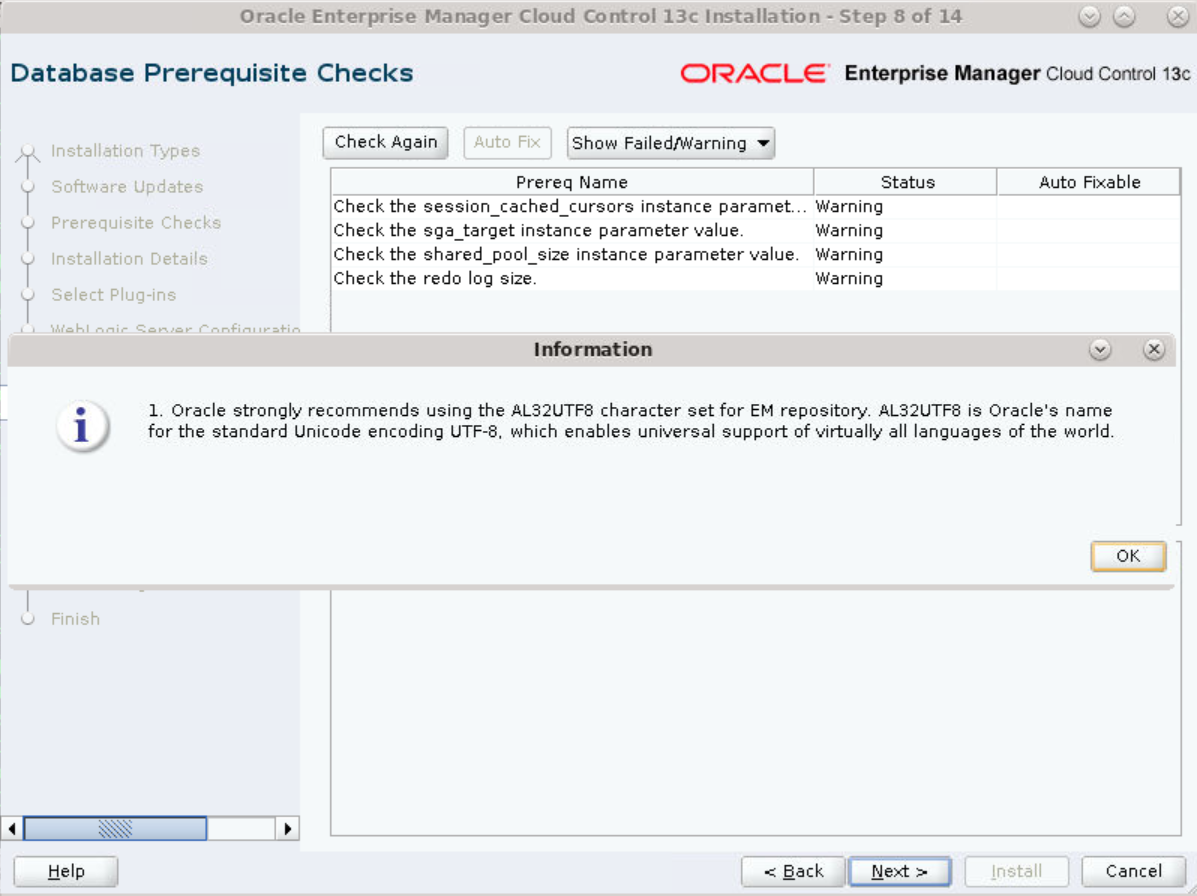 Oracle Enterprise Manager Cloud Control 13c Installation - Step 8 of 14
Database Prerequisite Checks
ORACLE Enterprise Manager Cloud Control 13c
Installation Types
Software Updates
Prerequisite Checks
Installation Details
Select Plug-ins
WebLogic Server Configuratio
Finish
Check Again Auto Fix Show Failed/Warning
Prereq Name Status Auto Fixable
Check the session_cached_cursors instance paramet... Warning
Check the sga_target instance parameter value. Warning
Check the shared_pool_size instance parameter value. Warning
Check the redo log size. Warning
Information
1. Oracle strongly recommends using the AL32UTF8 character set for EM repository. AL32UTF8 is Oracle's name
for the standard Unicode encoding UTF-8, which enables universal support of virtually all languages of the world.
OK
Help < Back Next > Install Cancel